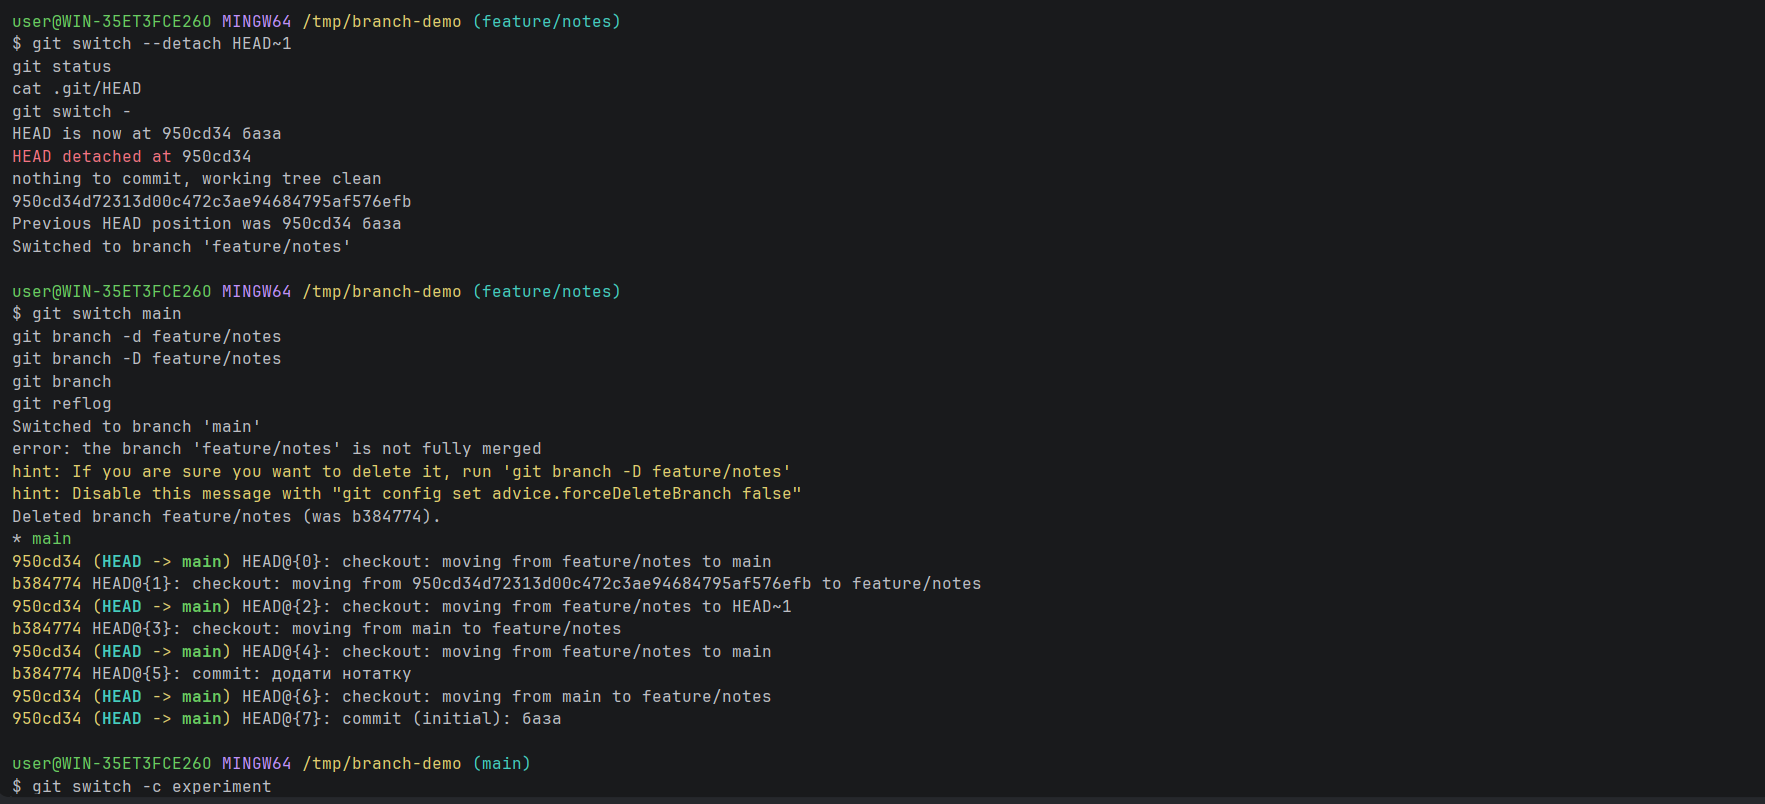 user@WIN-35ET3FCE260 MINGW64 /tmp/branch-demo (feature/notes)
$ git switch --detach HEAD~1
git status
cat .git/HEAD
git switch -
HEAD is now at 950cd34 база
HEAD detached at 950cd34
nothing to commit, working tree clean
950cd34d72313d00c472c3ae94684795af576efb
Previous HEAD position was 950cd34 база
Switched to branch 'feature/notes'
user@WIN-35ET3FCE260 MINGW64 /tmp/branch-demo (feature/notes)
$ git switch main
git branch -d feature/notes
git branch -D feature/notes
git branch
git reflog
Switched to branch 'main'
error: the branch 'feature/notes' is not fully merged
hint: If you are sure you want to delete it, run 'git branch -D feature/notes'
hint: Disable this message with "git config set advice.forceDeleteBranch false"
Deleted branch feature/notes (was b384774).
* main
950cd34 (HEAD -> main) HEAD@{0}: checkout: moving from feature/notes to main
b384774 HEAD@{1}: checkout: moving from 950cd34d72313d00c472c3ae94684795af576efb to feature/notes
950cd34 (HEAD -> main) HEAD@{2}: checkout: moving from feature/notes to HEAD~1
b384774 HEAD@{3}: checkout: moving from main to feature/notes
950cd34 (HEAD -> main) HEAD@{4}: checkout: moving from feature/notes to main
b384774 HEAD@{5}: commit: додати нотатку
950cd34 (HEAD -> main) HEAD@{6}: checkout: moving from main to feature/notes
950cd34 (HEAD -> main) HEAD@{7}: commit (initial): база
user@WIN-35ET3FCE260 MINGW64 /tmp/branch-demo (main)
$ git switch -c experiment